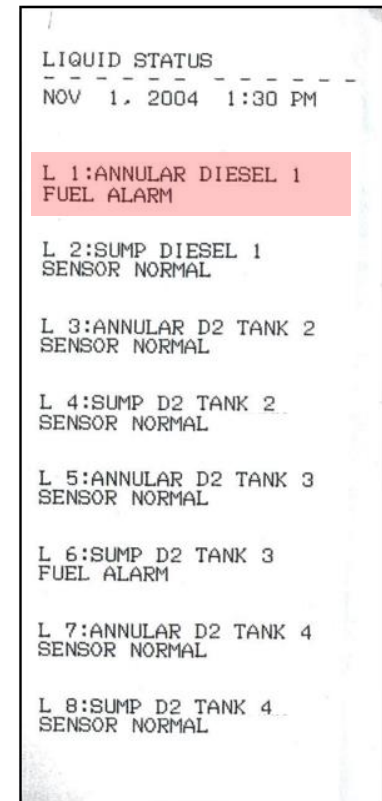 LIQUID STATUS
- - - - - - - - - - - -
NOV 1, 2004 1:30 PM
L 1:ANNULAR DIESEL 1
FUEL ALARM
L 2:SUMP DIESEL 1
SENSOR NORMAL
L 3:ANNULAR D2 TANK 2
SENSOR NORMAL
L 4:SUMP D2 TANK 2
SENSOR NORMAL
L 5:ANNULAR D2 TANK 3
SENSOR NORMAL
L 6:SUMP D2 TANK 3
FUEL ALARM
L 7:ANNULAR D2 TANK 4
SENSOR NORMAL
L 8:SUMP D2 TANK 4
SENSOR NORMAL